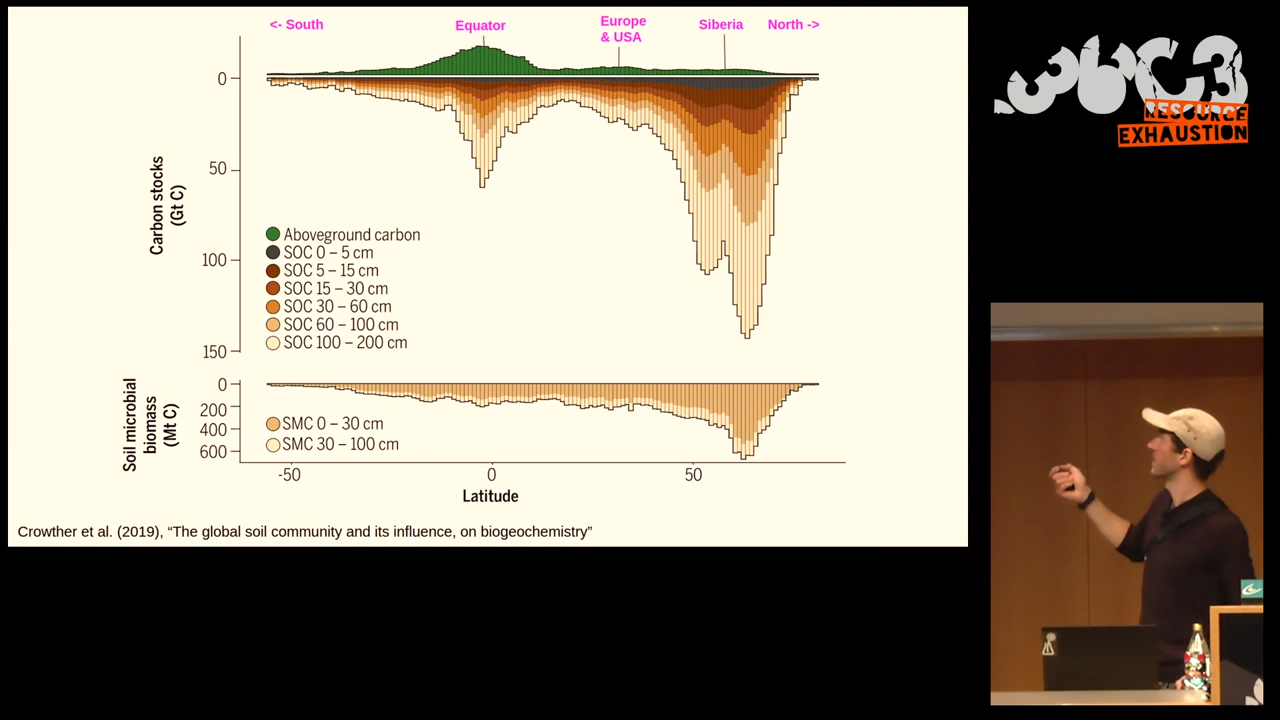 <- South
Equator
Europe
& USA
Siberia
North ->
0
50
100
150
Carbon stocks
(Gt C)
Aboveground carbon
SOC 0 – 5 cm
SOC 5 – 15 cm
SOC 15 – 30 cm
SOC 30 – 60 cm
SOC 60 – 100 cm
SOC 100 – 200 cm
0
200
400
600
Soil microbial
biomass
(Mt C)
SMC 0 – 30 cm
SMC 30 – 100 cm
-50
0
50
Latitude
Crowther et al. (2019), “The global soil community and its influence, on biogeochemistry”
36C3
RESOURCE
EXHAUSTION